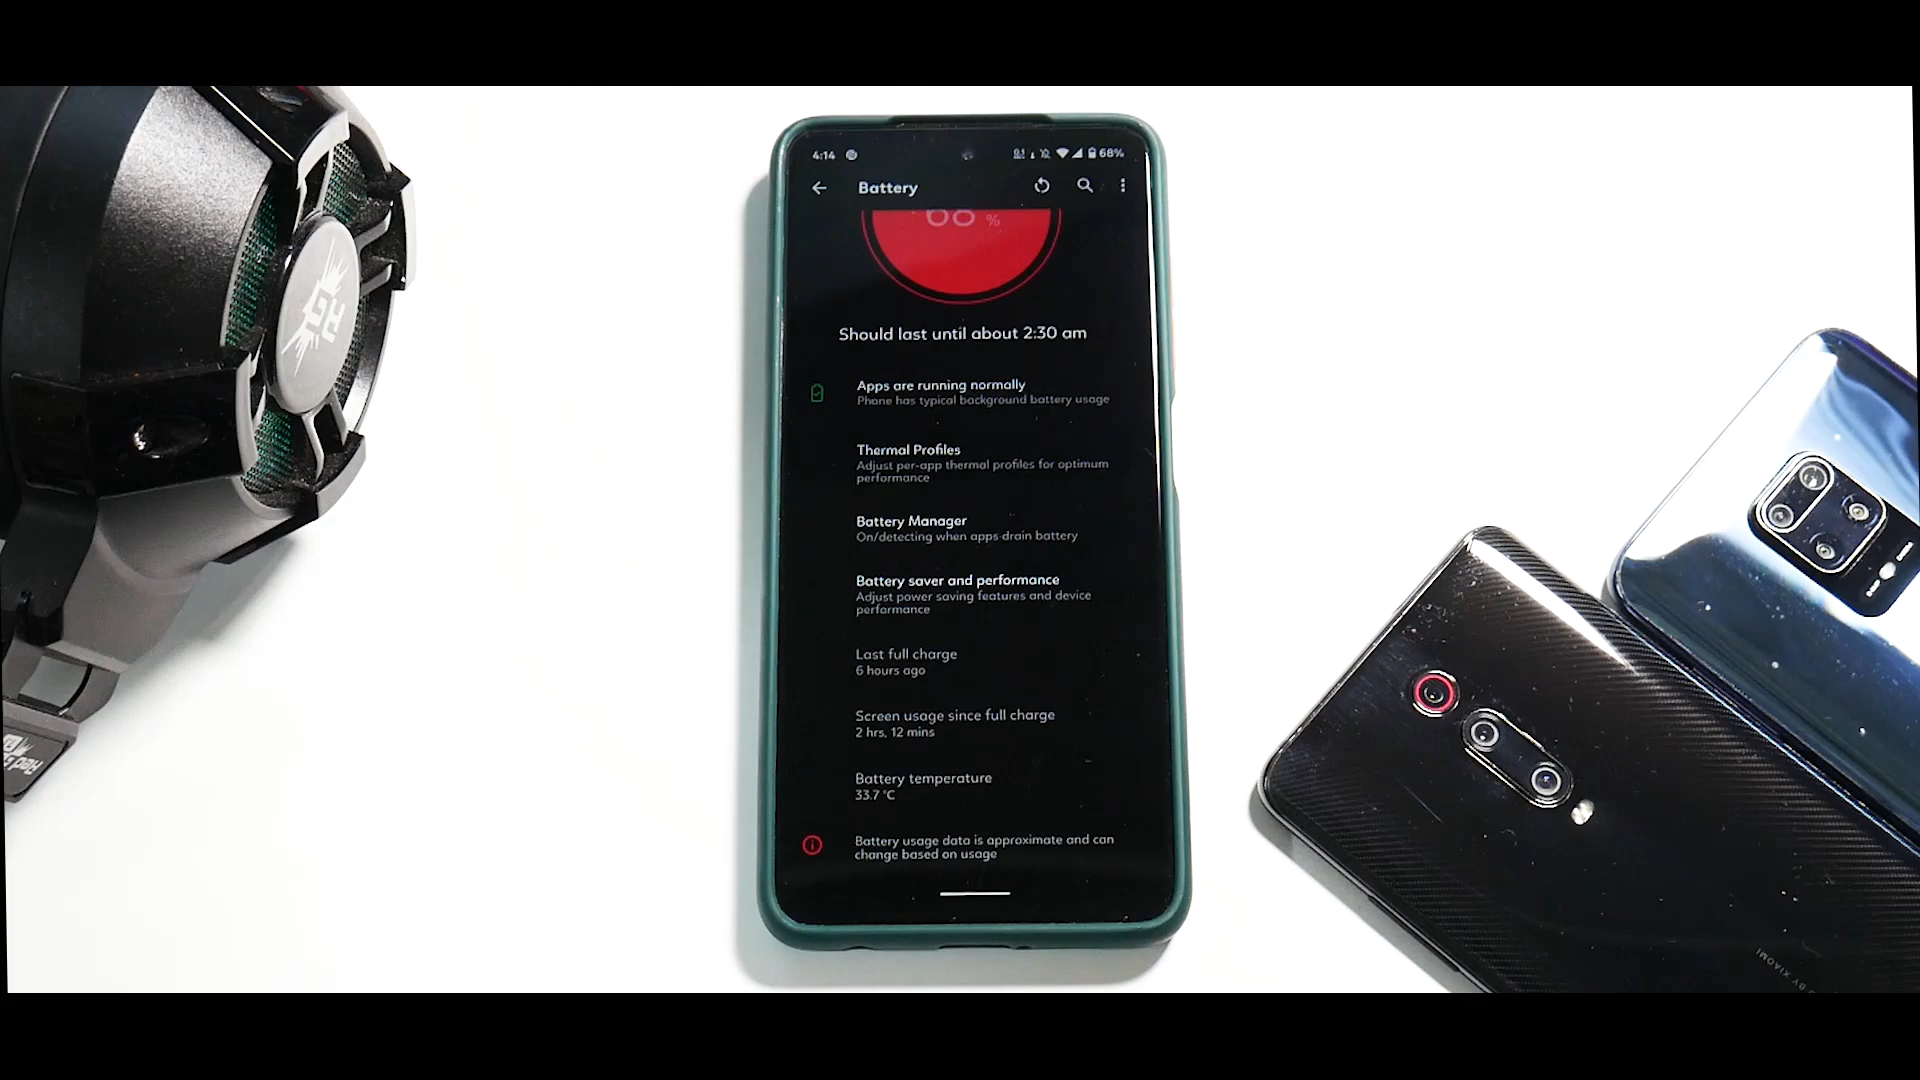 4:14
68%
Battery
68 %
Should last until about 2:30 am
Apps are running normally
Phone has typical background battery usage
Thermal Profiles
Adjust per-app thermal profiles for optimum
performance
Battery Manager
On/detecting when apps drain battery
Battery saver and performance
Adjust power saving features and device
performance
Last full charge
6 hours ago
Screen usage since full charge
2 hrs, 12 mins
Battery temperature
33.7 °C
Battery usage data is approximate and can
change based on usage
BY XIAOMI